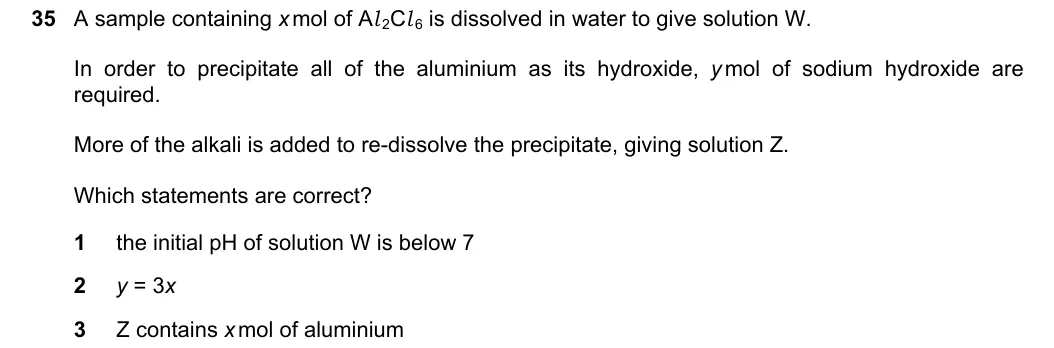 35 A sample containing x mol of Al2Cl6 is dissolved in water to give solution W.
In order to precipitate all of the aluminium as its hydroxide, y mol of sodium hydroxide are
required.
More of the alkali is added to re-dissolve the precipitate, giving solution Z.
Which statements are correct?
1 the initial pH of solution W is below 7
2 y = 3x
3 Z contains x mol of aluminium